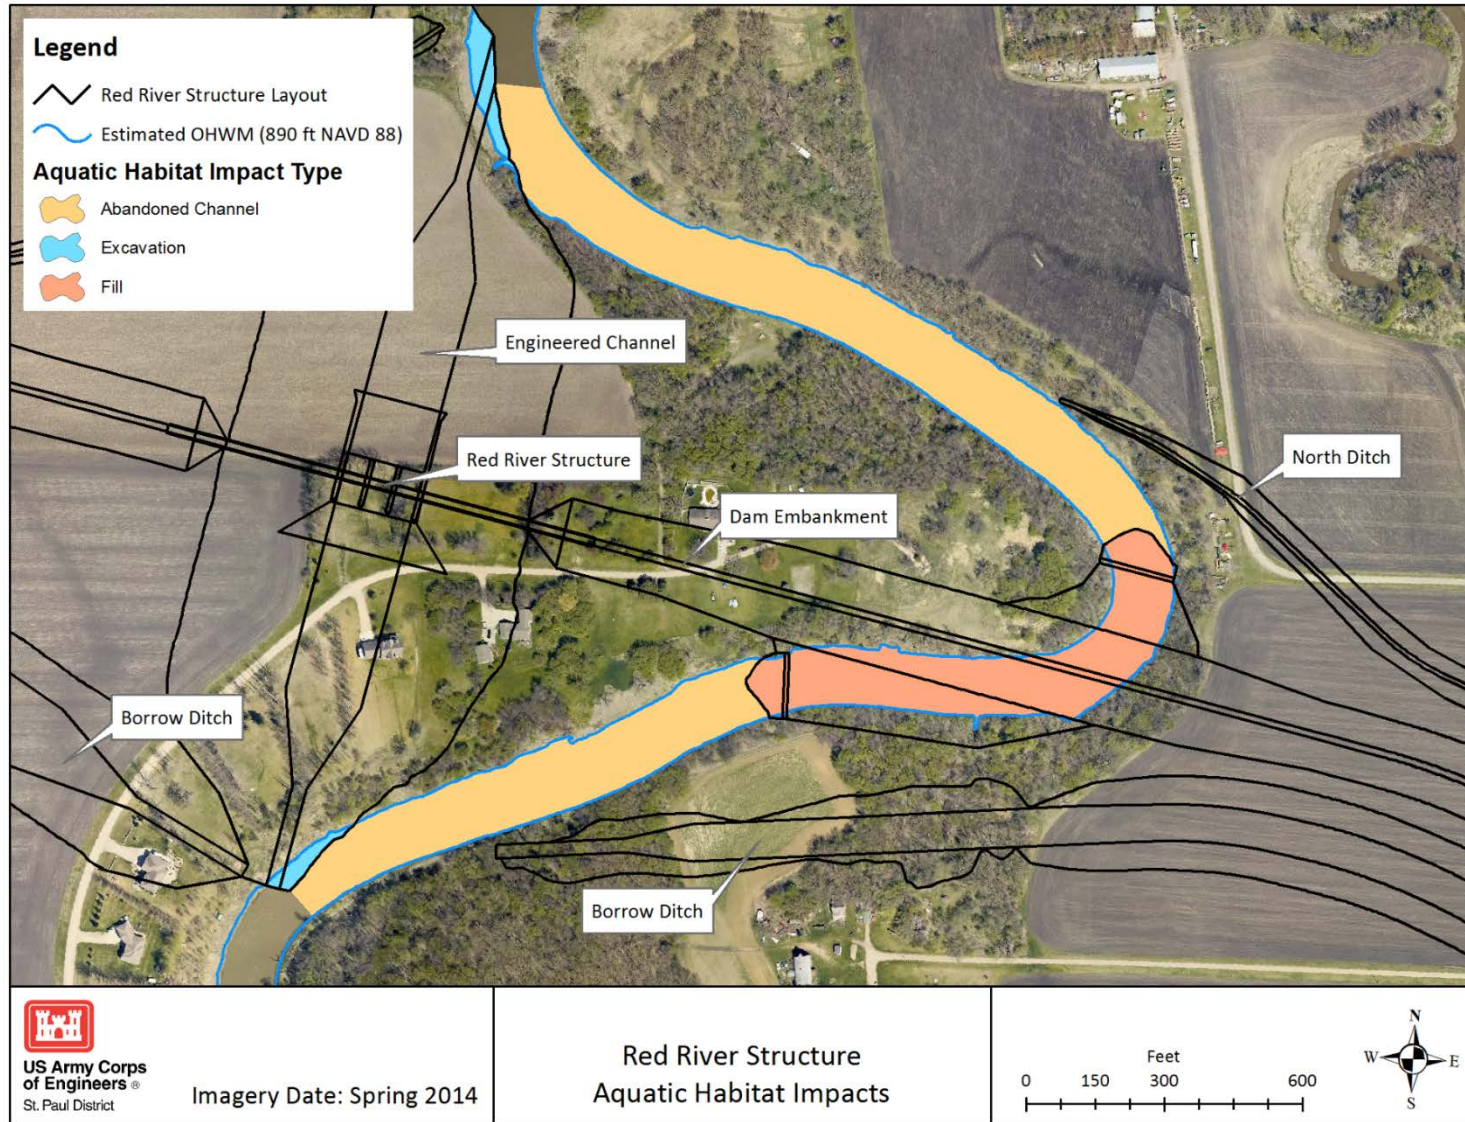 Legend
Red River Structure Layout
Estimated OHWM (890 ft NAVD 88)
Aquatic Habitat Impact Type
Abandoned Channel
Excavation
Fill
Engineered Channel
Red River Structure
North Ditch
Dam Embankment
Borrow Ditch
Borrow Ditch
US Army Corps
of Engineers ®
St. Paul District
Imagery Date: Spring 2014
Red River Structure
Aquatic Habitat Impacts
Feet
0 150 300 600
N
W E
S